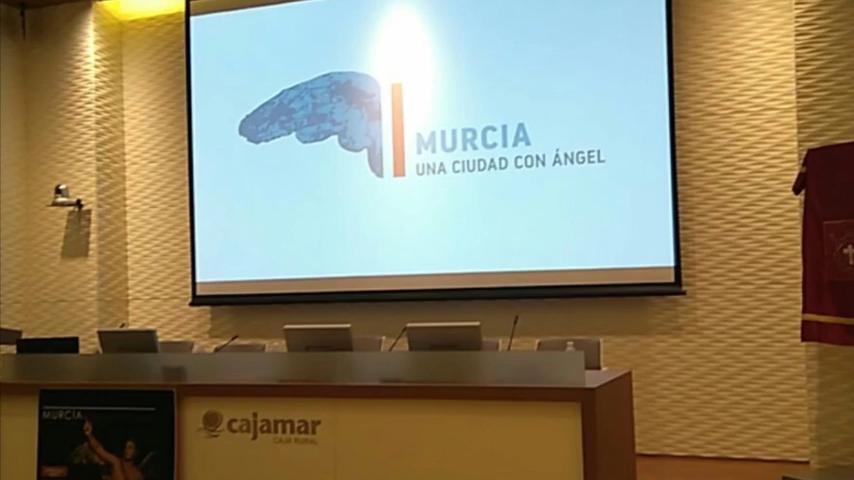 MURCIA
UNA CIUDAD CON ÁNGEL
MURCIA
cajamar
CAJA RURAL